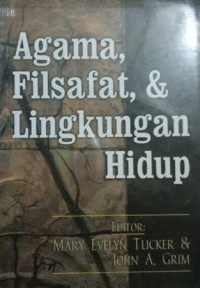 Agama,
Filsafat, &
Lingkungan
Hidup
EDITOR:
MARY EVELYN TUCKER &
JOHN A. GRIM